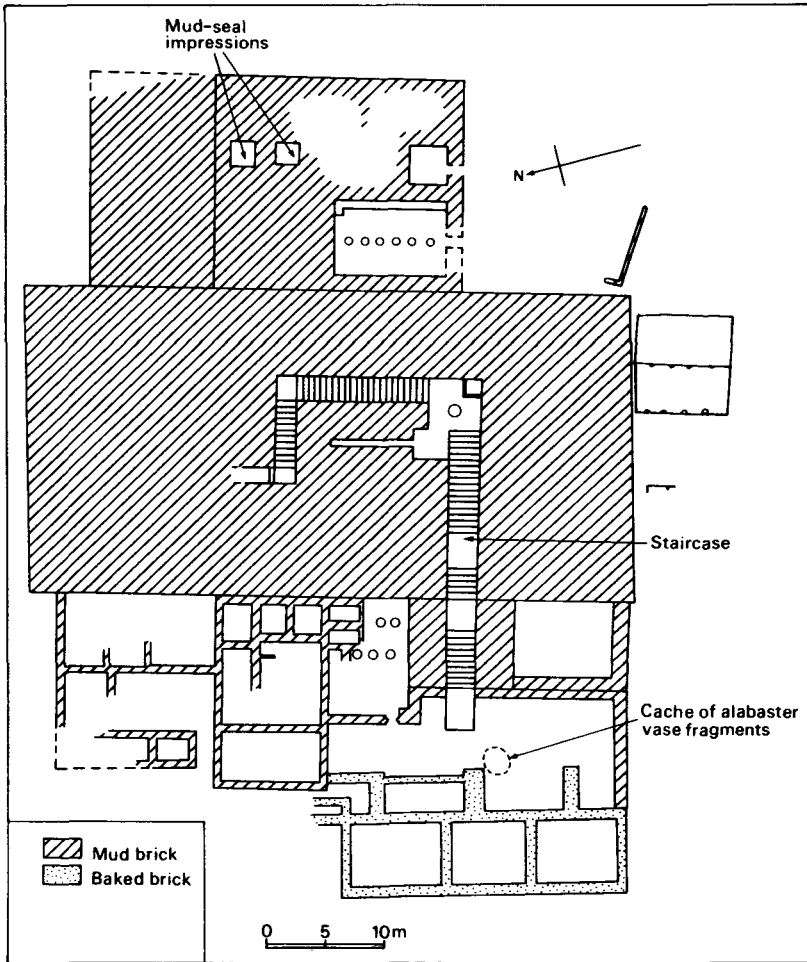 Mud-seal
impressions
N
Staircase
Cache of alabaster
vase fragments
Mud brick
Baked brick
0 5 10m